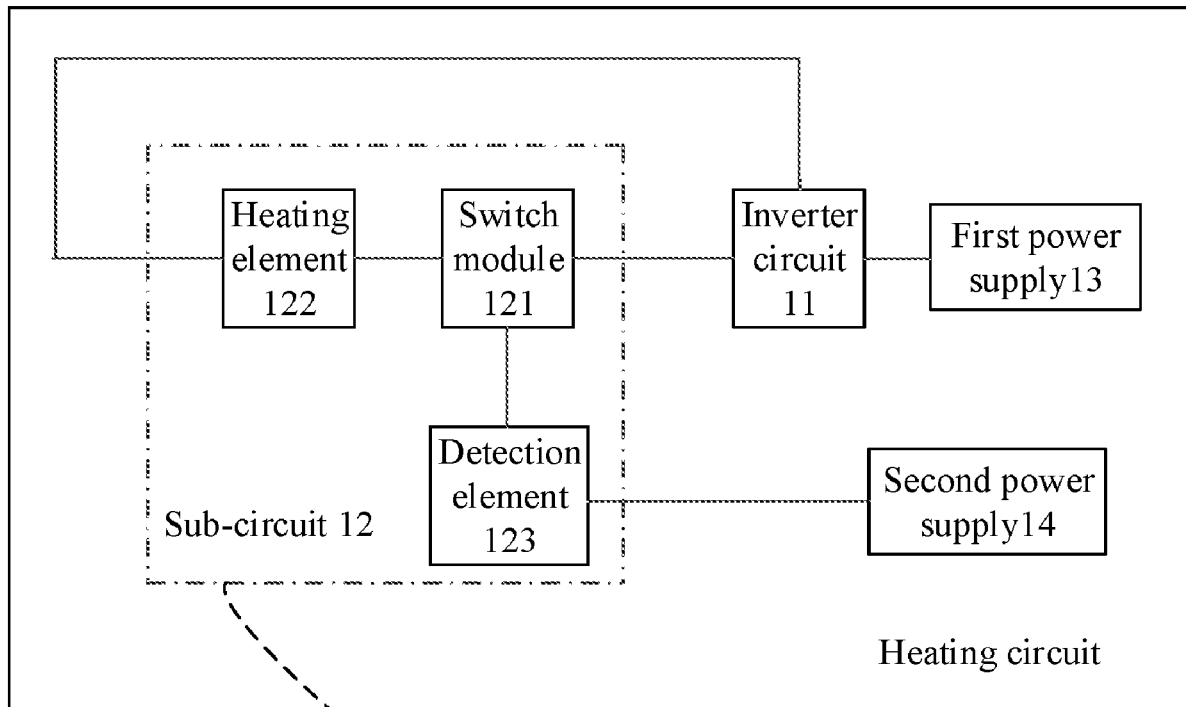 Heating
element
122
Switch
module
121
Inverter
circuit
11
First power
supply13
Detection
element
123
Second power
supply14
Sub-circuit 12
Heating circuit